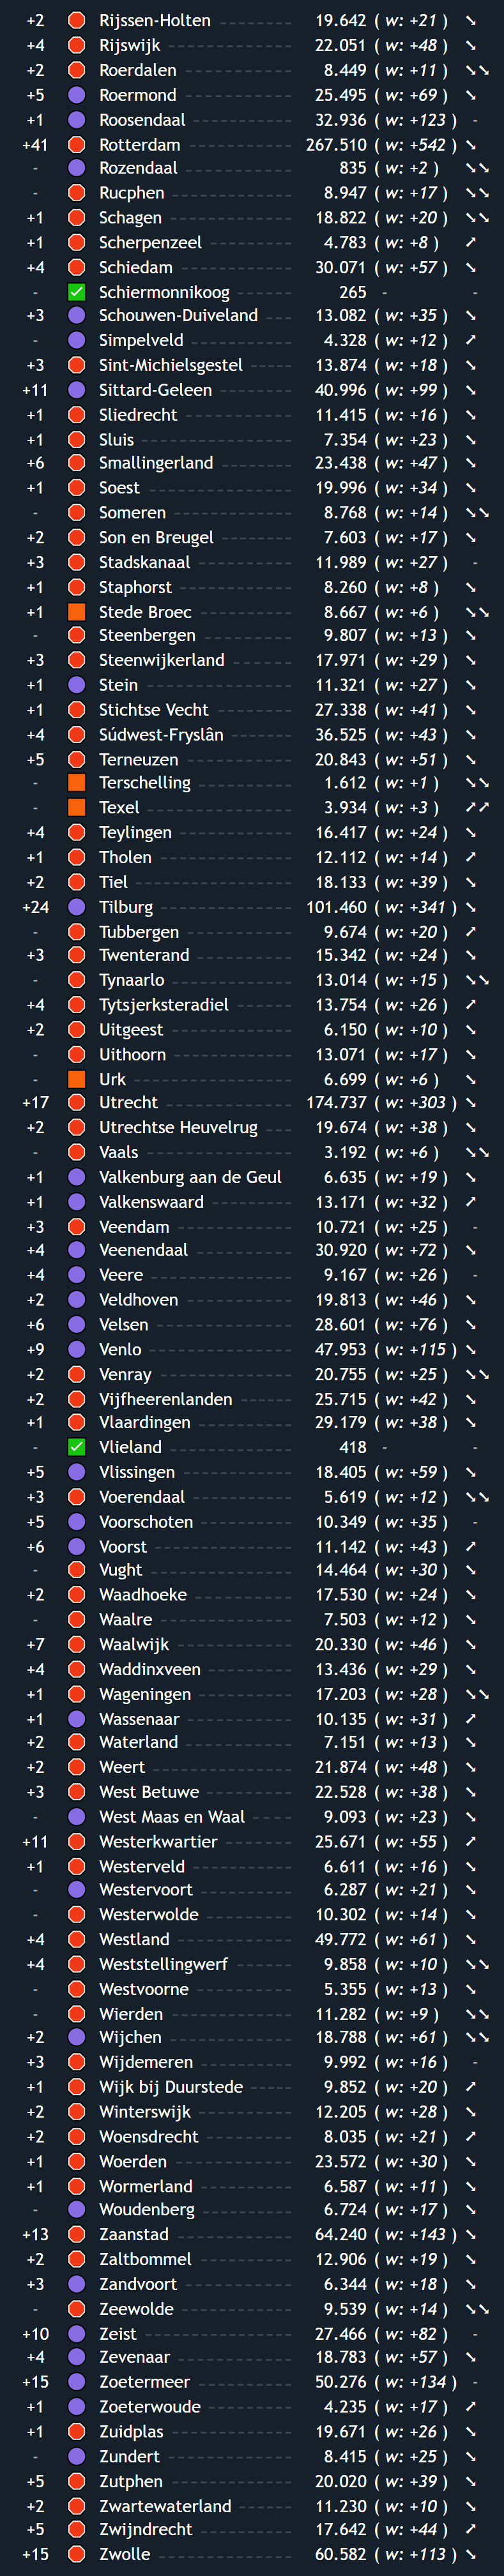 +2 Rijssen-Holten 19.642 ( w: +21 ) ↘
+4 Rijswijk 22.051 ( w: +48 ) ↘
+2 Roerdalen 8.449 ( w: +11 ) ↘↘
+5 Roermond 25.495 ( w: +69 ) ↘
+1 Roosendaal 32.936 ( w: +123 ) -
+41 Rotterdam 267.510 ( w: +542 ) ↘
- Rozendaal 835 ( w: +2 ) ↘↘
- Rucphen 8.947 ( w: +17 ) ↘↘
+1 Schagen 18.822 ( w: +20 ) ↘↘
+1 Scherpenzeel 4.783 ( w: +8 ) ↗
+4 Schiedam 30.071 ( w: +57 ) ↘
- Schiermonnikoog 265 - -
+3 Schouwen-Duiveland 13.082 ( w: +35 ) ↘
- Simpelveld 4.328 ( w: +12 ) ↗
+3 Sint-Michielsgestel 13.874 ( w: +18 ) ↘
+11 Sittard-Geleen 40.996 ( w: +99 ) ↘
+1 Sliedrecht 11.415 ( w: +16 ) ↘
+1 Sluis 7.354 ( w: +23 ) ↘
+6 Smallingerland 23.438 ( w: +47 ) ↘
+1 Soest 19.996 ( w: +34 ) ↘
- Someren 8.768 ( w: +14 ) ↘↘
+2 Son en Breugel 7.603 ( w: +17 ) ↘
+3 Stadskanaal 11.989 ( w: +27 ) -
+1 Staphorst 8.260 ( w: +8 ) ↘
+1 Stede Broec 8.667 ( w: +6 ) ↘↘
- Steenbergen 9.807 ( w: +13 ) ↘
+3 Steenwijkerland 17.971 ( w: +29 ) ↘
+1 Stein 11.321 ( w: +27 ) ↘
+1 Stichtse Vecht 27.338 ( w: +41 ) ↘
+4 Súdwest-Fryslân 36.525 ( w: +43 ) ↘
+5 Terneuzen 20.843 ( w: +51 ) ↘
- Terschelling 1.612 ( w: +1 ) ↘↘
- Texel 3.934 ( w: +3 ) ↗↗
+4 Teylingen 16.417 ( w: +24 ) ↘
+1 Tholen 12.112 ( w: +14 ) ↗
+2 Tiel 18.133 ( w: +39 ) ↘
+24 Tilburg 101.460 ( w: +341 ) ↘
- Tubbergen 9.674 ( w: +20 ) ↗
+3 Twenterand 15.342 ( w: +24 ) ↘
- Tynaarlo 13.014 ( w: +15 ) ↘↘
+4 Tytsjerksteradiel 13.754 ( w: +26 ) ↗
+2 Uitgeest 6.150 ( w: +10 ) ↘
- Uithoorn 13.071 ( w: +17 ) ↘
- Urk 6.699 ( w: +6 ) ↘
+17 Utrecht 174.737 ( w: +303 ) ↘
+2 Utrechtse Heuvelrug 19.674 ( w: +38 ) ↘
- Vaals 3.192 ( w: +6 ) ↘↘
+1 Valkenburg aan de Geul 6.635 ( w: +19 ) ↘
+1 Valkenswaard 13.171 ( w: +32 ) ↗
+3 Veendam 10.721 ( w: +25 ) -
+4 Veenendaal 30.920 ( w: +72 ) ↘
+4 Veere 9.167 ( w: +26 ) -
+2 Veldhoven 19.813 ( w: +46 ) ↘
+6 Velsen 28.601 ( w: +76 ) ↘
+9 Venlo 47.953 ( w: +115 ) ↘
+2 Venray 20.755 ( w: +25 ) ↘↘
+2 Vijfheerenlanden 25.715 ( w: +42 ) ↘
+1 Vlaardingen 29.179 ( w: +38 ) ↘
- Vlieland 418 - -
+5 Vlissingen 18.405 ( w: +59 ) ↘
+3 Voerendaal 5.619 ( w: +12 ) ↘↘
+5 Voorschoten 10.349 ( w: +35 ) -
+6 Voorst 11.142 ( w: +43 ) ↗
- Vught 14.464 ( w: +30 ) ↘
+2 Waadhoeke 17.530 ( w: +24 ) ↘
- Waalre 7.503 ( w: +12 ) ↘
+7 Waalwijk 20.330 ( w: +46 ) ↘
+4 Waddinxveen 13.436 ( w: +29 ) ↘
+1 Wageningen 17.203 ( w: +28 ) ↘↘
+1 Wassenaar 10.135 ( w: +31 ) ↗
+2 Waterland 7.151 ( w: +13 ) ↘
+2 Weert 21.874 ( w: +48 ) ↘
+3 West Betuwe 22.528 ( w: +38 ) ↘
- West Maas en Waal 9.093 ( w: +23 ) ↘
+11 Westerkwartier 25.671 ( w: +55 ) ↗
+1 Westerveld 6.611 ( w: +16 ) ↘
- Westervoort 6.287 ( w: +21 ) ↘
- Westerwolde 10.302 ( w: +14 ) ↘
+4 Westland 49.772 ( w: +61 ) ↘
+4 Weststellingwerf 9.858 ( w: +10 ) ↘↘
- Westvoorne 5.355 ( w: +13 ) ↘
- Wierden 11.282 ( w: +9 ) ↘↘
+2 Wijchen 18.788 ( w: +61 ) ↘↘
+3 Wijdemeren 9.992 ( w: +16 ) -
+1 Wijk bij Duurstede 9.852 ( w: +20 ) ↗
+2 Winterswijk 12.205 ( w: +28 ) ↘
+2 Woensdrecht 8.035 ( w: +21 ) ↗
+1 Woerden 23.572 ( w: +30 ) ↘
+1 Wormerland 6.587 ( w: +11 ) ↘
- Woudenberg 6.724 ( w: +17 ) ↘
+13 Zaanstad 64.240 ( w: +143 ) ↘
+2 Zaltbommel 12.906 ( w: +19 ) ↘
+3 Zandvoort 6.344 ( w: +18 ) ↘
- Zeewolde 9.539 ( w: +14 ) ↘↘
+10 Zeist 27.466 ( w: +82 ) -
+4 Zevenaar 18.783 ( w: +57 ) ↘
+15 Zoetermeer 50.276 ( w: +134 ) -
+1 Zoeterwoude 4.235 ( w: +17 ) ↗
+1 Zuidplas 19.671 ( w: +26 ) ↘
- Zundert 8.415 ( w: +25 ) ↘
+5 Zutphen 20.020 ( w: +39 ) ↘
+2 Zwartewaterland 11.230 ( w: +10 ) ↘
+5 Zwijndrecht 17.642 ( w: +44 ) ↗
+15 Zwolle 60.582 ( w: +113 ) ↘